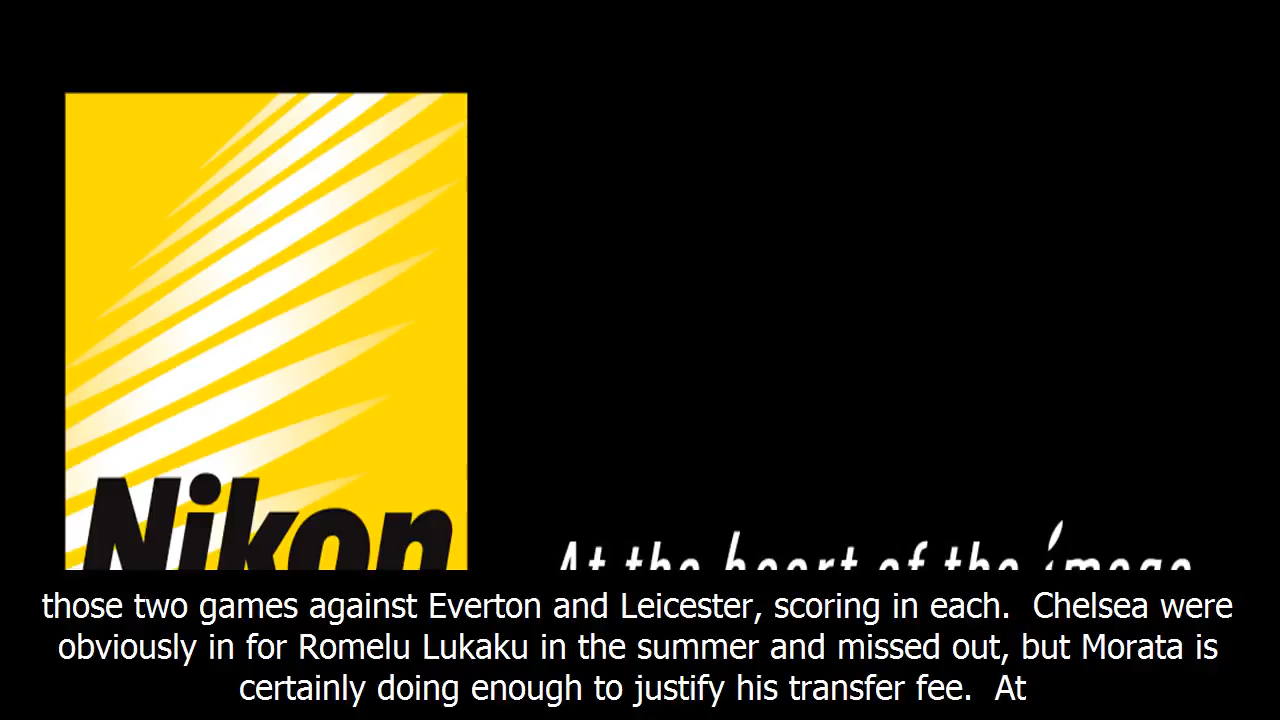 Nikon
At the heart of the image
those two games against Everton and Leicester, scoring in each.  Chelsea were
obviously in for Romelu Lukaku in the summer and missed out, but Morata is
certainly doing enough to justify his transfer fee.  At